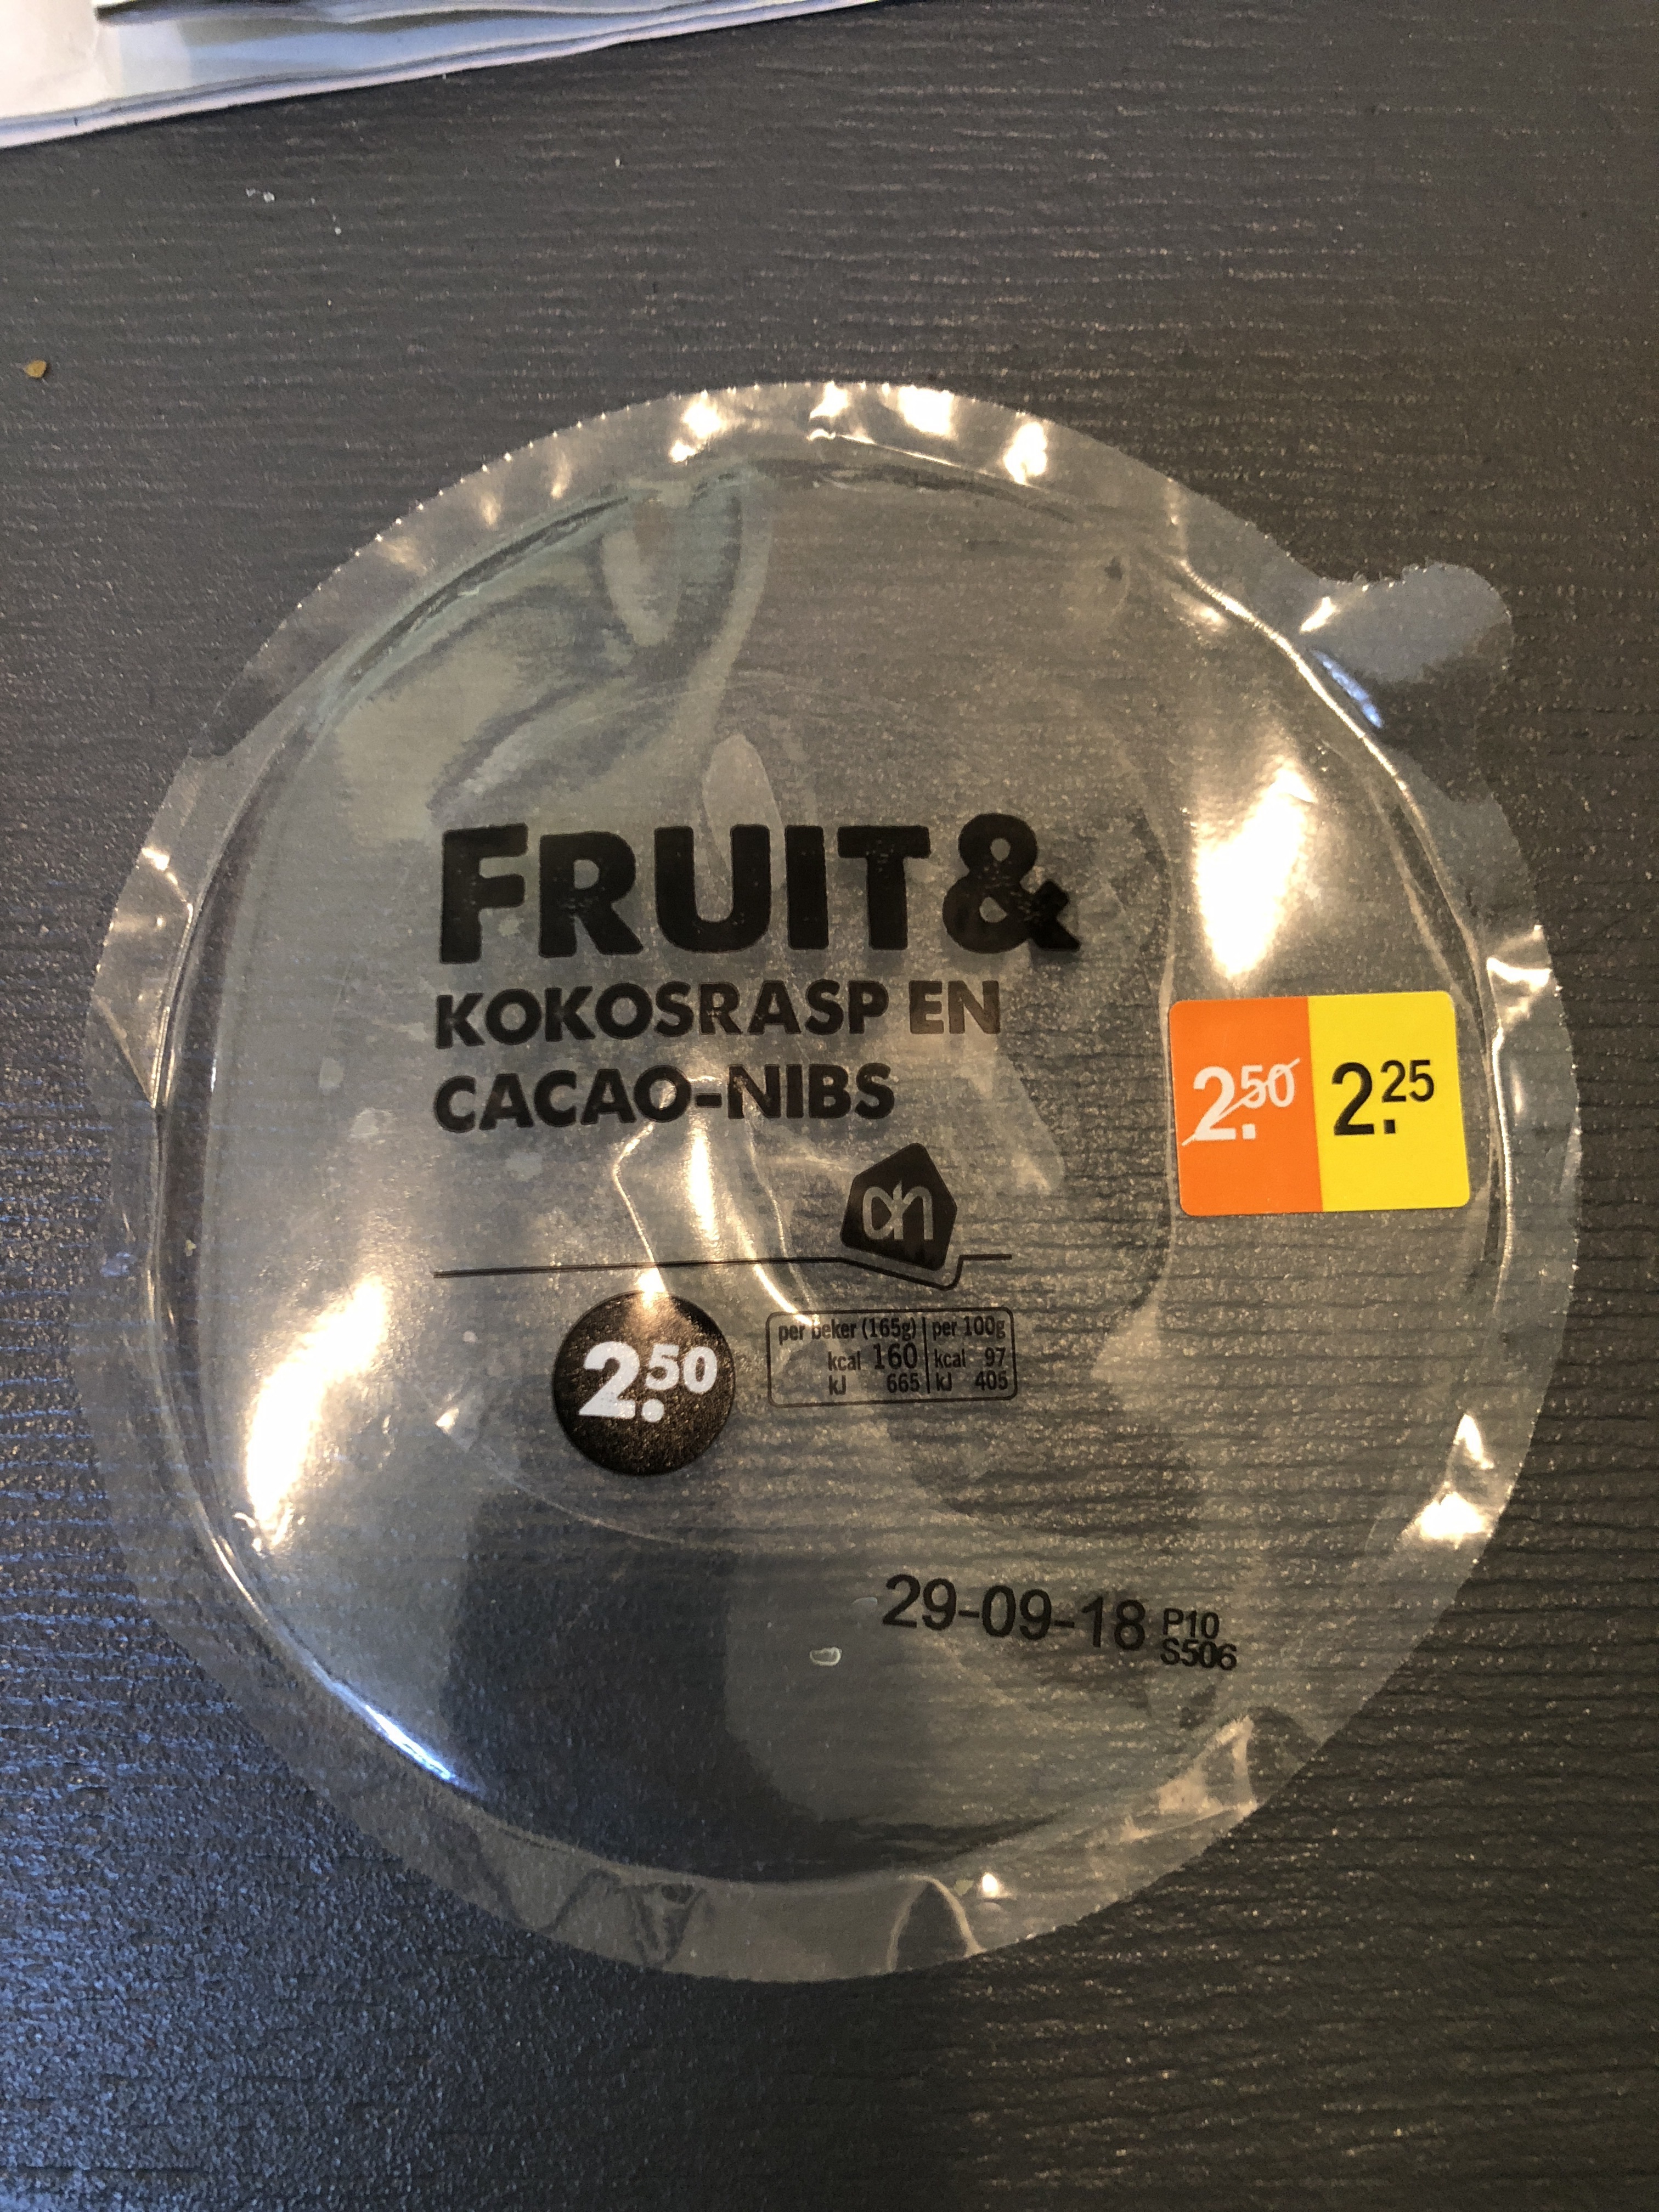 FRUIT&
KOKOSRASP EN
CACAO-NIBS
2.50 2.25
ah
2.50
per beker (165g) | per 100g
kcal 160 | kcal 97
kJ 665 | kJ 405
29-09-18 P10
S506